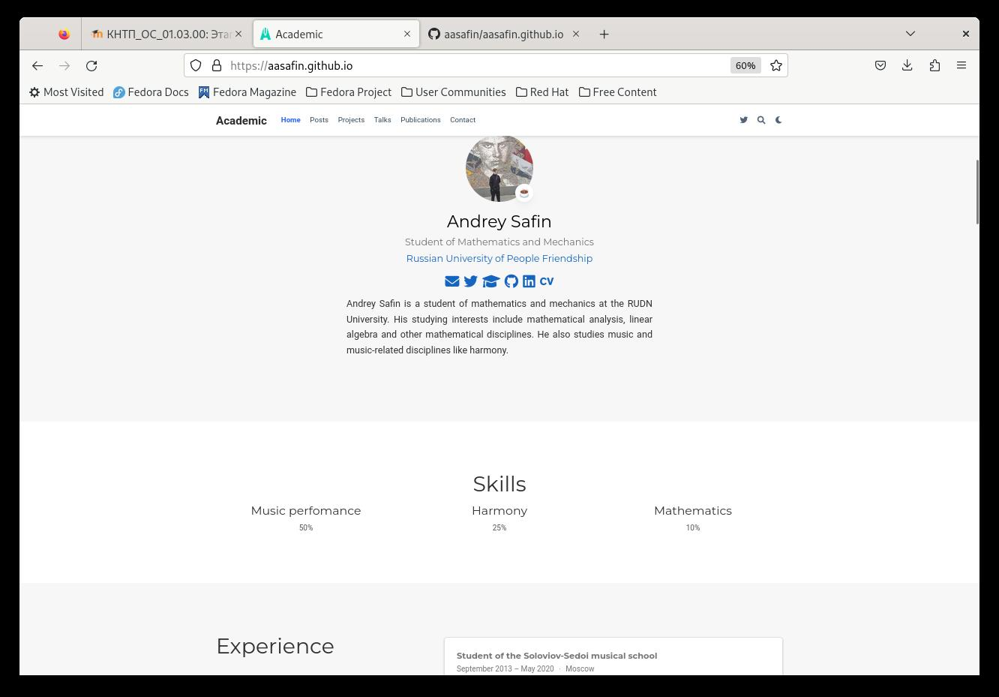 КНТП_ОС_01.03.00: Этап
Academic
aasafin/aasafin.github.io
https://aasafin.github.io
60%
Most Visited
Fedora Docs
Fedora Magazine
Fedora Project
User Communities
Red Hat
Free Content
Academic
Home
Posts
Projects
Talks
Publications
Contact
Andrey Safin
Student of Mathematics and Mechanics
Russian University of People Friendship
CV
Andrey Safin is a student of mathematics and mechanics at the RUDN
University. His studying interests include mathematical analysis, linear
algebra and other mathematical disciplines. He also studies music and
music-related disciplines like harmony.
Skills
Music perfomance
Harmony
Mathematics
50%
25%
10%
Experience
Student of the Soloviov-Sedoi musical school
September 2013 – May 2020 · Moscow